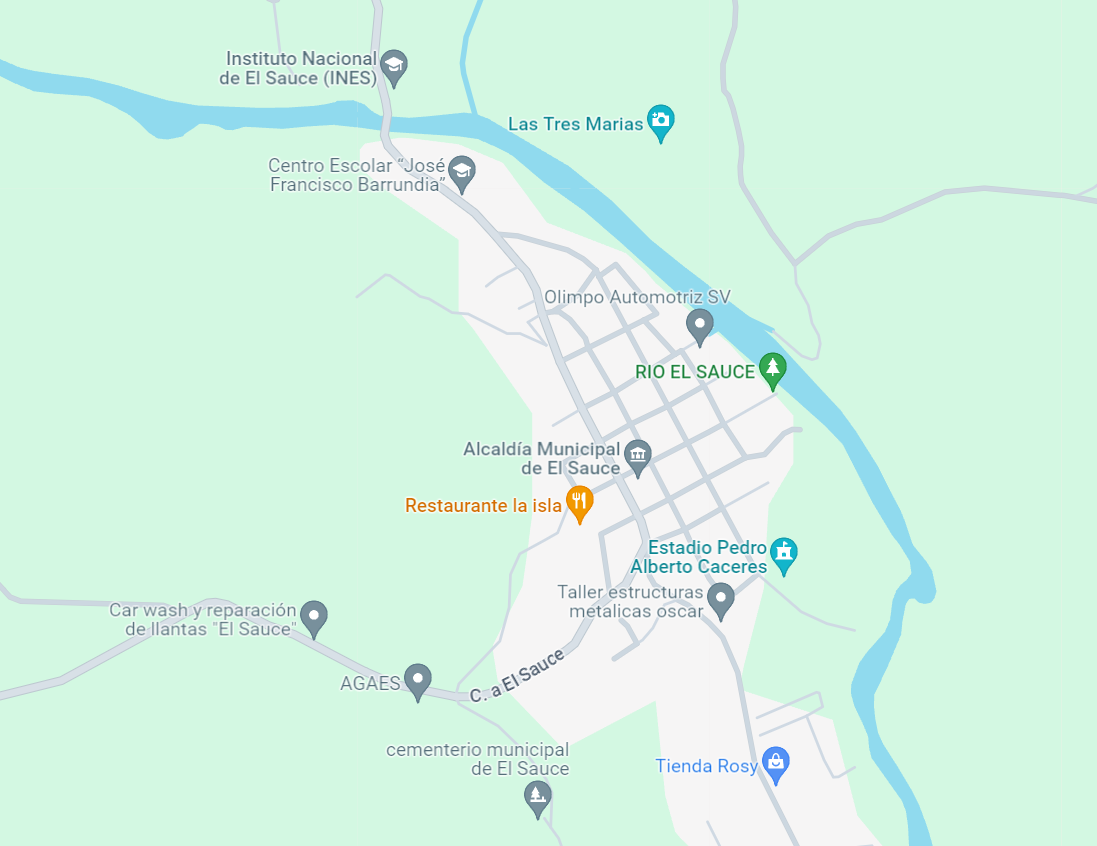 Instituto Nacional
de El Sauce (INES)
Las Tres Marias
Centro Escolar “José
Francisco Barrundia”
Olimpo Automotriz SV
RIO EL SAUCE
Alcaldía Municipal
de El Sauce
Restaurante la isla
Estadio Pedro
Alberto Caceres
Taller estructuras
metalicas oscar
Car wash y reparación
de llantas "El Sauce"
C. a El Sauce
AGAES
cementerio municipal
de El Sauce
Tienda Rosy